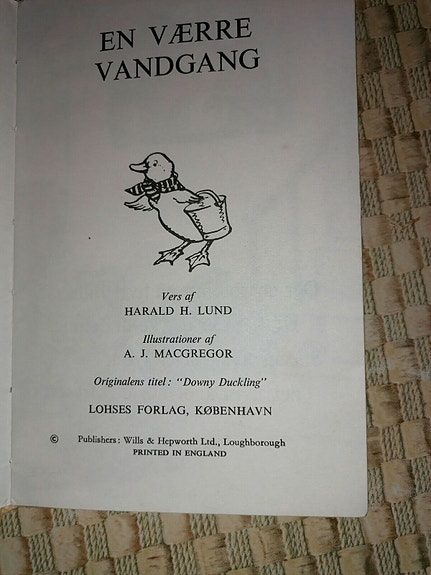 EN VÆRRE
VANDGANG
Vers af
HARALD H. LUND
Illustrationer af
A. J. MACGREGOR
Originalens titel: "Downy Duckling"
LOHSES FORLAG, KØBENHAVN
© Publishers: Wills & Hepworth Ltd., Loughborough
PRINTED IN ENGLAND